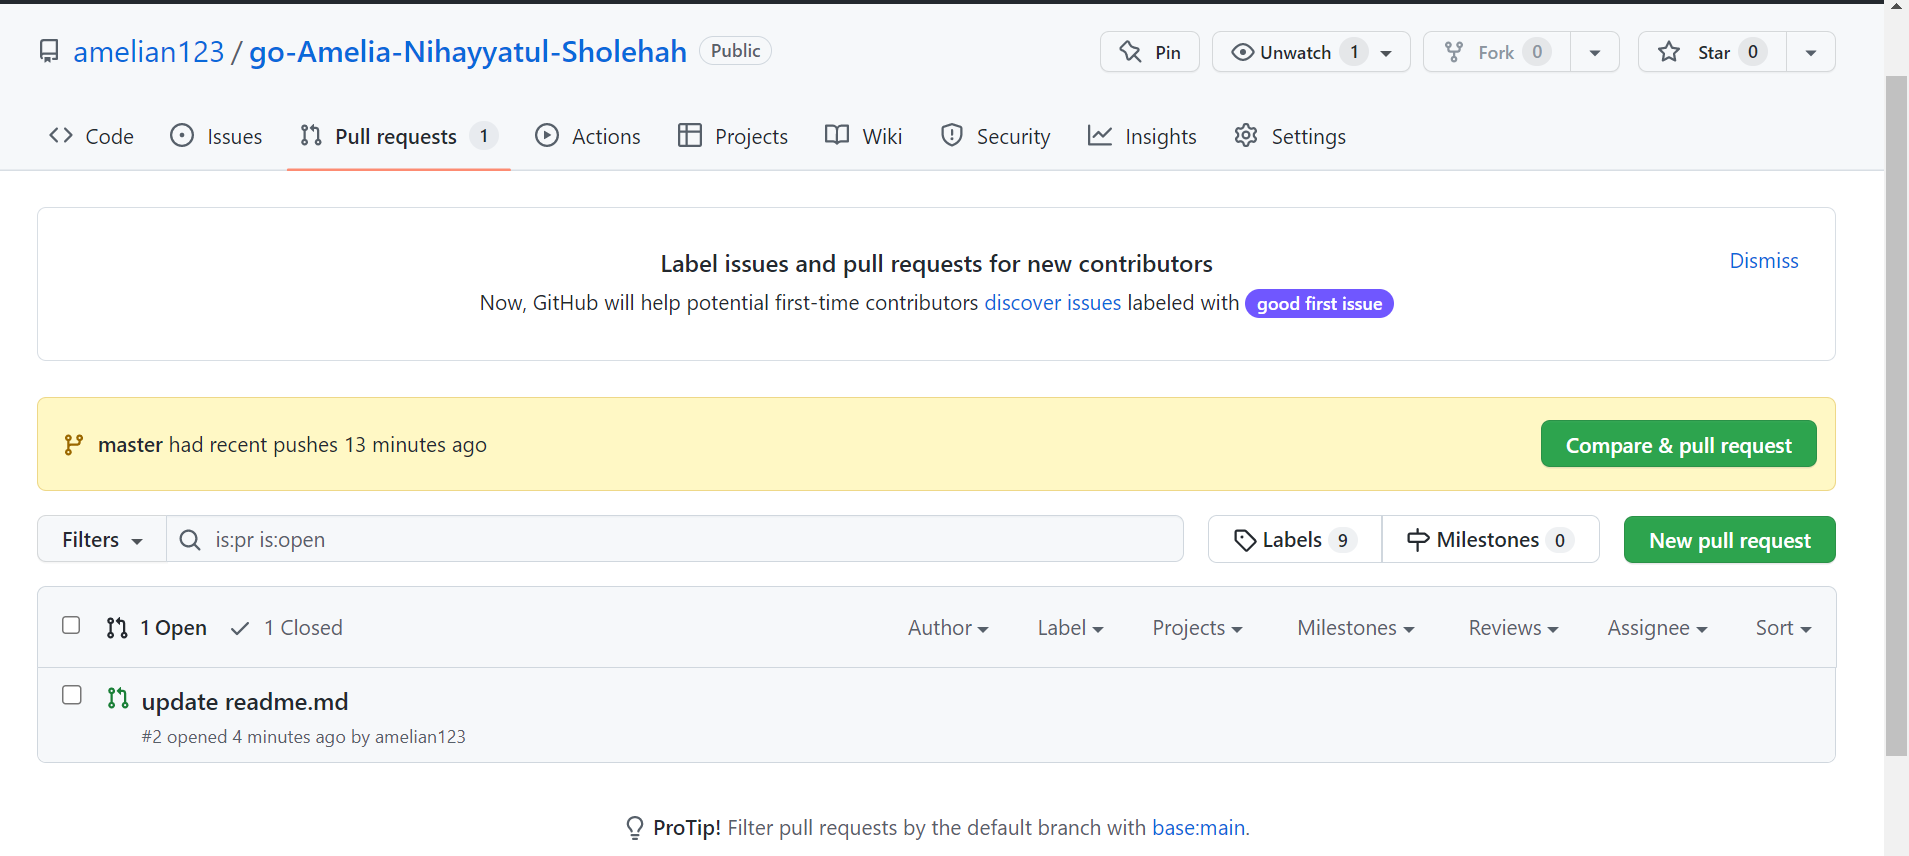 amelian123 / go-Amelia-Nihayyatul-Sholehah Public
Pin Unwatch 1 Fork 0 Star 0
Code Issues Pull requests 1 Actions Projects Wiki Security Insights Settings
Label issues and pull requests for new contributors
Dismiss
Now, GitHub will help potential first-time contributors discover issues labeled with good first issue
master had recent pushes 13 minutes ago
Compare & pull request
Filters is:pr is:open Labels 9 Milestones 0 New pull request
1 Open 1 Closed Author Label Projects Milestones Reviews Assignee Sort
update readme.md
#2 opened 4 minutes ago by amelian123
ProTip! Filter pull requests by the default branch with base:main.